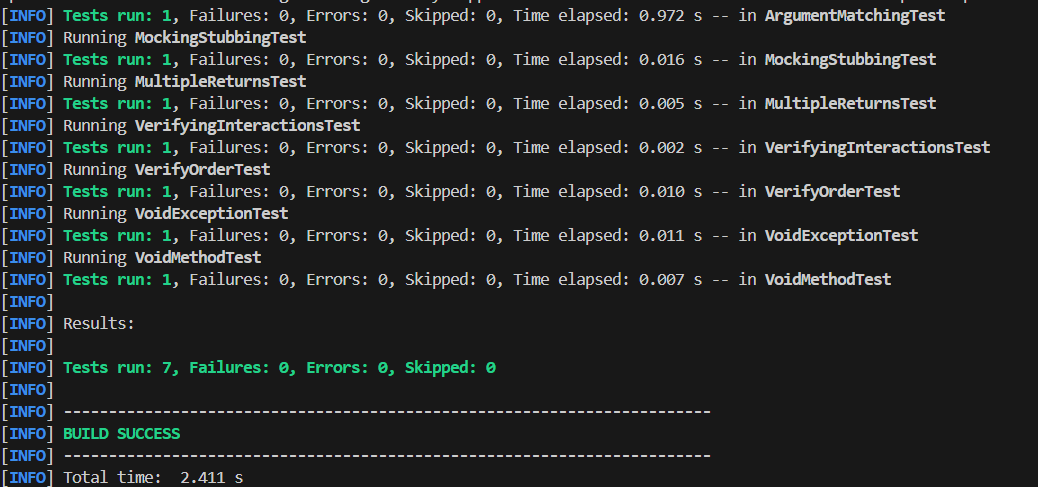 [INFO] Tests run: 1, Failures: 0, Errors: 0, Skipped: 0, Time elapsed: 0.972 s -- in ArgumentMatchingTest
[INFO] Running MockingStubbingTest
[INFO] Tests run: 1, Failures: 0, Errors: 0, Skipped: 0, Time elapsed: 0.016 s -- in MockingStubbingTest
[INFO] Running MultipleReturnsTest
[INFO] Tests run: 1, Failures: 0, Errors: 0, Skipped: 0, Time elapsed: 0.005 s -- in MultipleReturnsTest
[INFO] Running VerifyingInteractionsTest
[INFO] Tests run: 1, Failures: 0, Errors: 0, Skipped: 0, Time elapsed: 0.002 s -- in VerifyingInteractionsTest
[INFO] Running VerifyOrderTest
[INFO] Tests run: 1, Failures: 0, Errors: 0, Skipped: 0, Time elapsed: 0.010 s -- in VerifyOrderTest
[INFO] Running VoidExceptionTest
[INFO] Tests run: 1, Failures: 0, Errors: 0, Skipped: 0, Time elapsed: 0.011 s -- in VoidExceptionTest
[INFO] Running VoidMethodTest
[INFO] Tests run: 1, Failures: 0, Errors: 0, Skipped: 0, Time elapsed: 0.007 s -- in VoidMethodTest
[INFO]
[INFO] Results:
[INFO]
[INFO] Tests run: 7, Failures: 0, Errors: 0, Skipped: 0
[INFO]
[INFO] ------------------------------------------------------------------------
[INFO] BUILD SUCCESS
[INFO] ------------------------------------------------------------------------
[INFO] Total time:  2.411 s